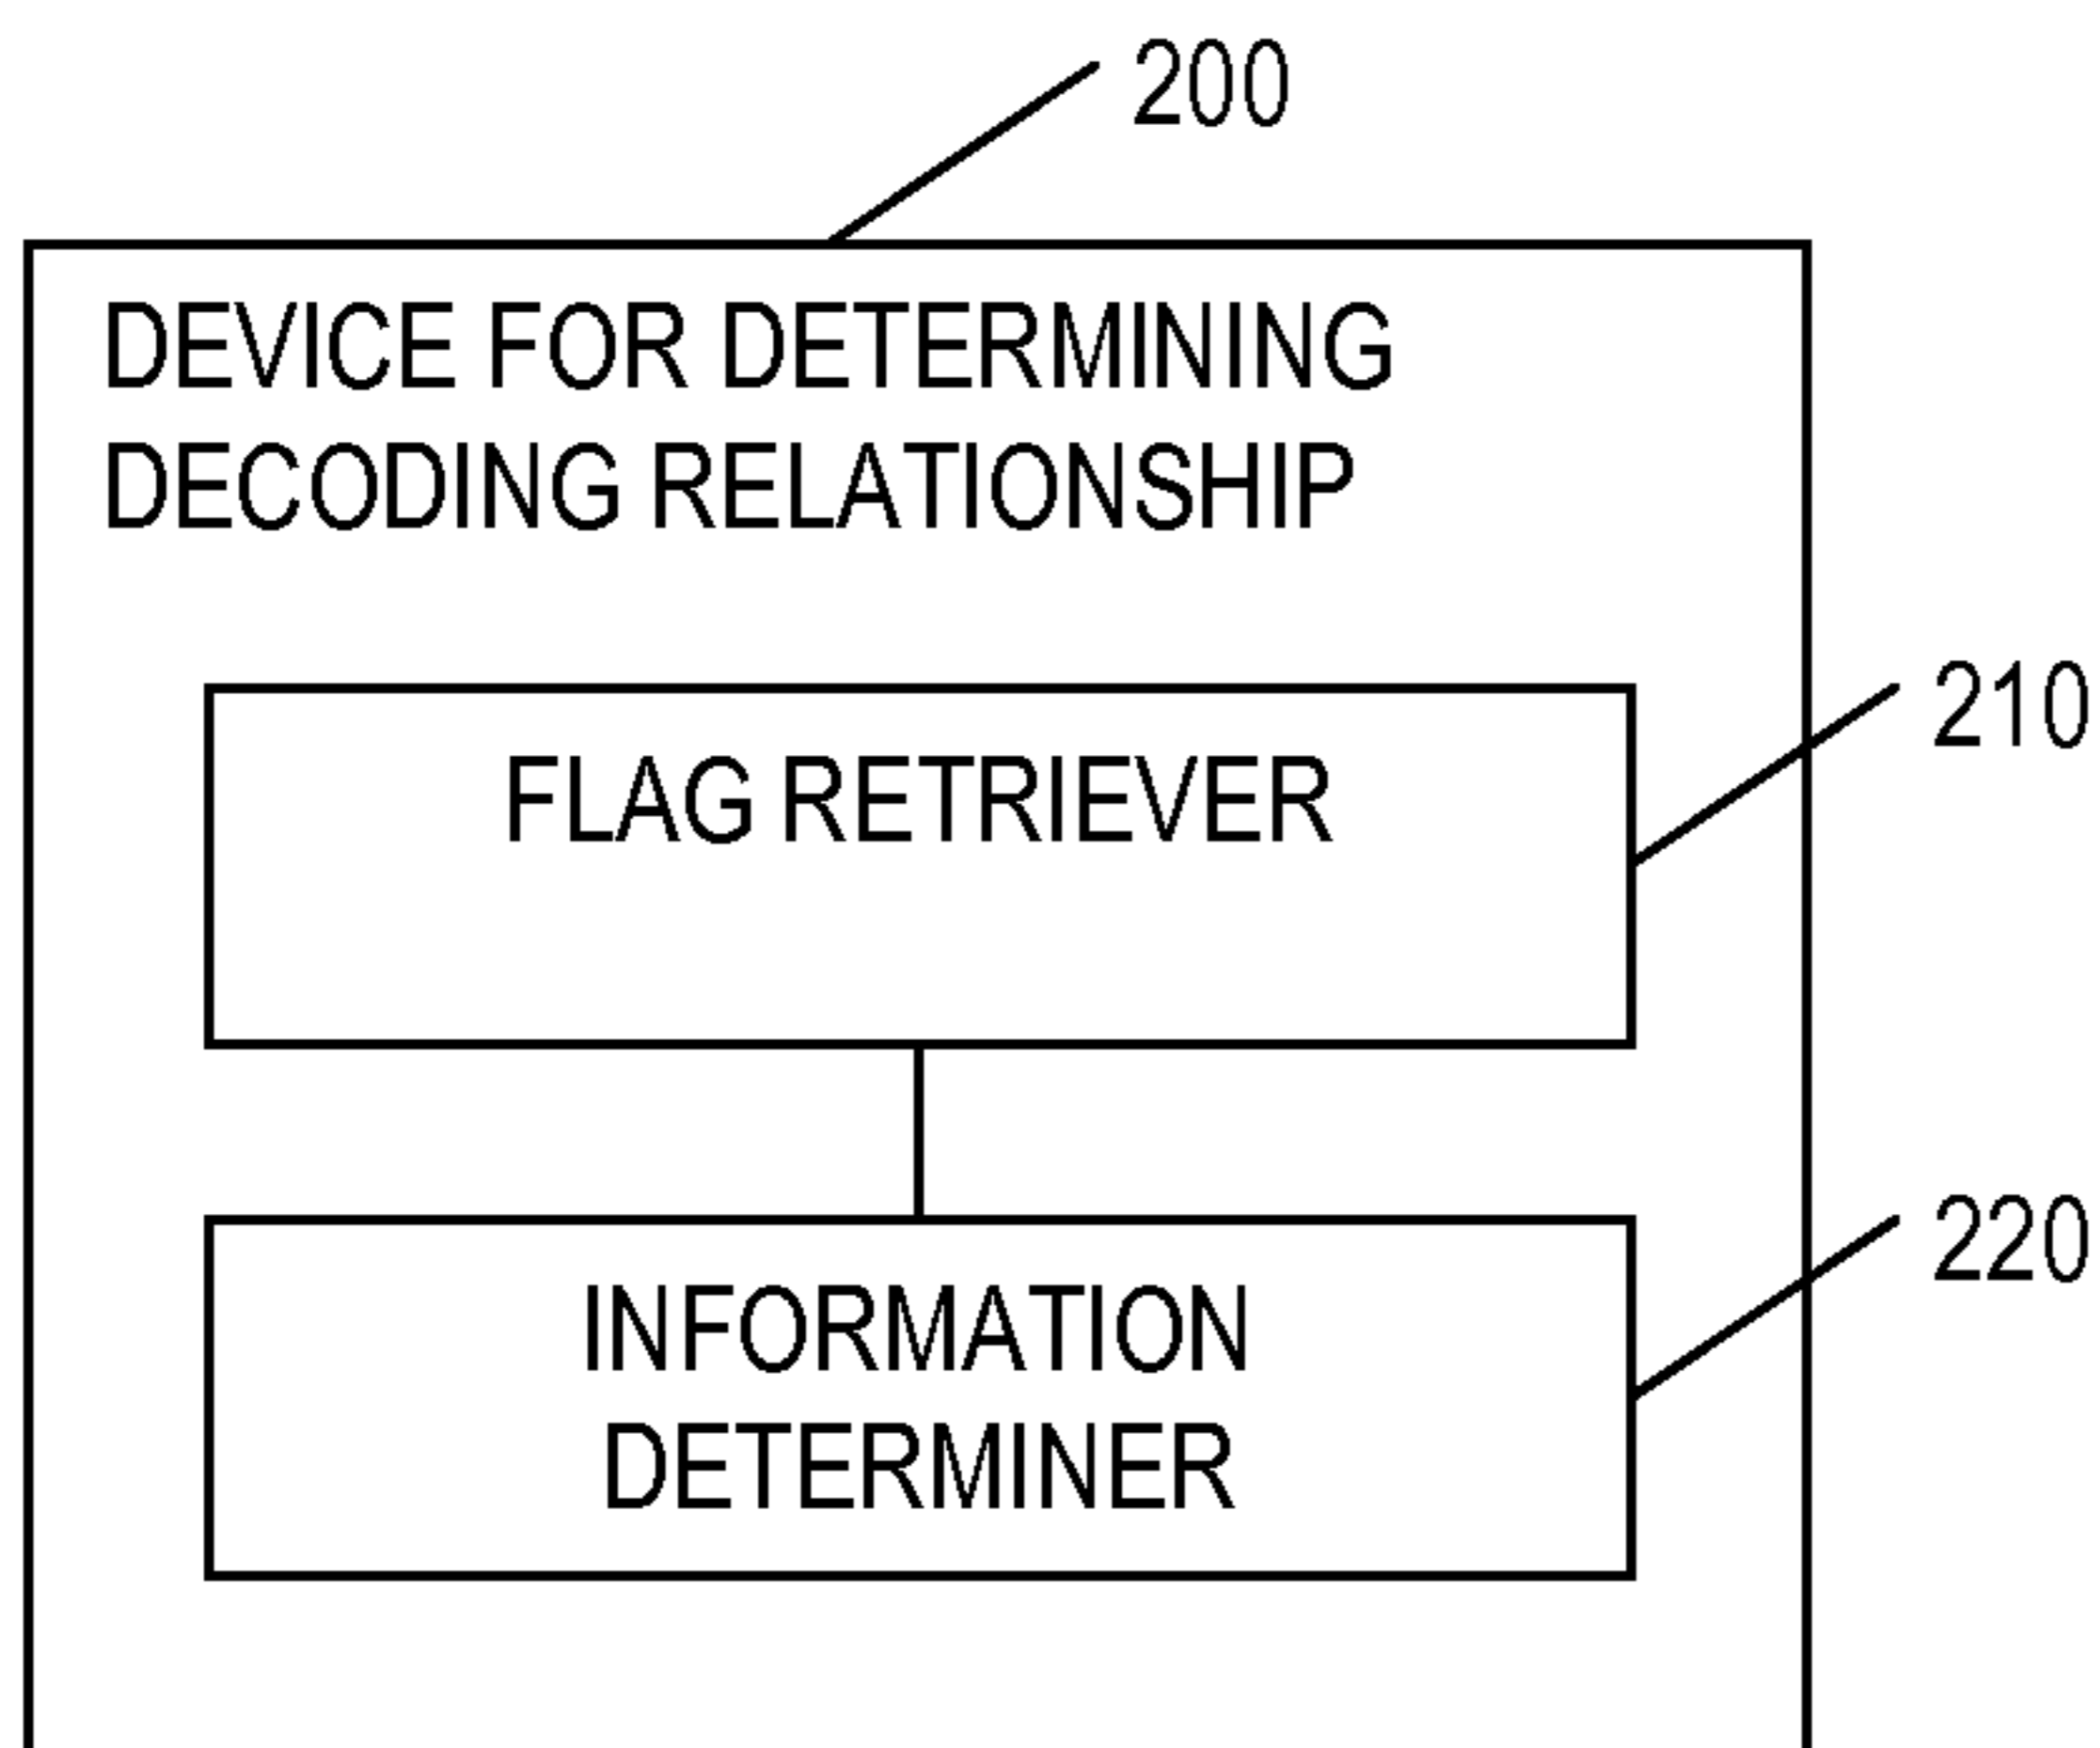 200
DEVICE FOR DETERMINING
DECODING RELATIONSHIP
210
FLAG RETRIEVER
220
INFORMATION
DETERMINER